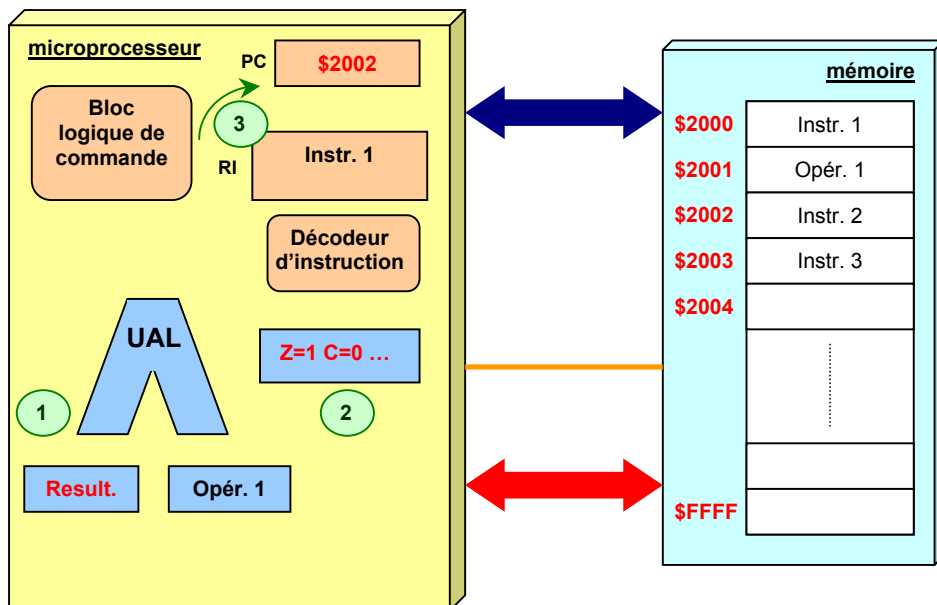 microprocesseur
PC
$2002
Bloc
logique de
commande
3
RI
Instr. 1
Décodeur
d'instruction
UAL
Z=1 C=0 …
1
2
Result.
Opér. 1
mémoire
$2000
Instr. 1
$2001
Opér. 1
$2002
Instr. 2
$2003
Instr. 3
$2004
$FFFF